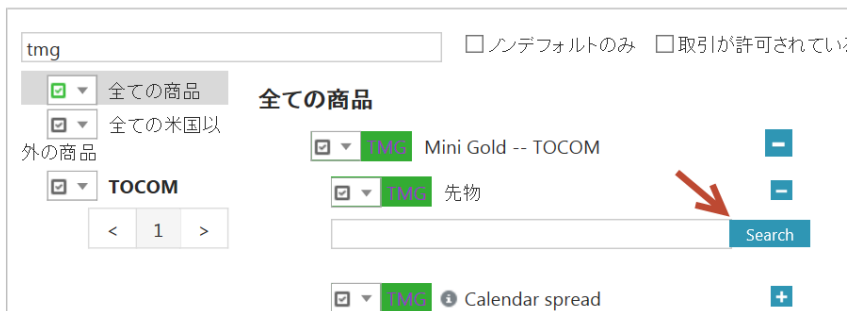 tmg
ノンデフォルトのみ 取引が許可されてい
全ての商品
全ての米国以
外の商品
TOCOM
< 1 >
全ての商品
TMG Mini Gold -- TOCOM
TMG 先物
Search
TMG Calendar spread